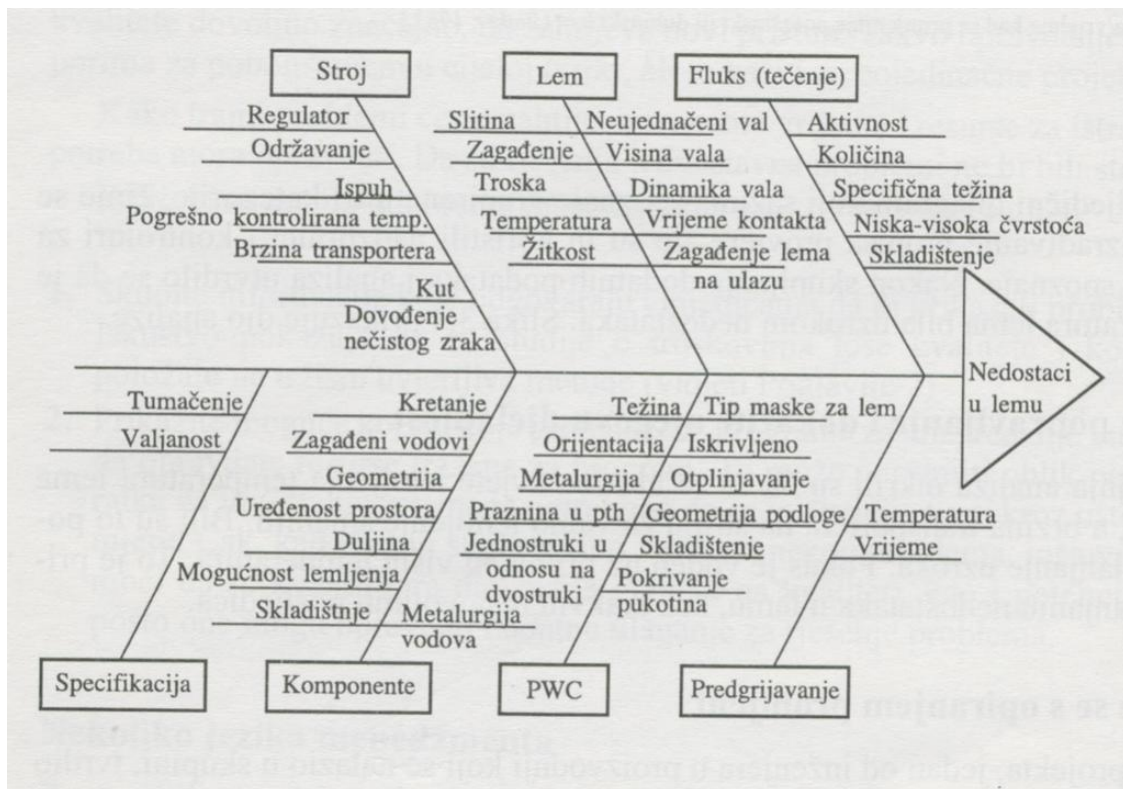 Stroj
Lem
Fluks (tečenje)
Regulator
Održavanje
Ispuh
Pogrešno kontrolirana temp.
Brzina transportera
Kut
Dovođenje
nečistog zraka
Slitina
Zagađenje
Troska
Temperatura
Žitkost
Neujednačeni val
Visina vala
Dinamika vala
Vrijeme kontakta
Zagađenje lema
na ulazu
Aktivnost
Količina
Specifična težina
Niska-visoka čvrstoća
Skladištenje
Nedostaci
u lemu
Tumačenje
Valjanost
Kretanje
Zagađeni vodovi
Geometrija
Uređenost prostora
Duljina
Mogućnost lemljenja
Skladištnje
Metalurgija
vodova
Težina
Orijentacija
Metalurgija
Praznina u pth
Jednostruki u
odnosu na
dvostruki
Tip maske za lem
Iskrivljeno
Otplinjavanje
Geometrija podloge
Skladištenje
Pokrivanje
pukotina
Temperatura
Vrijeme
Specifikacija
Komponente
PWC
Predgrijavanje